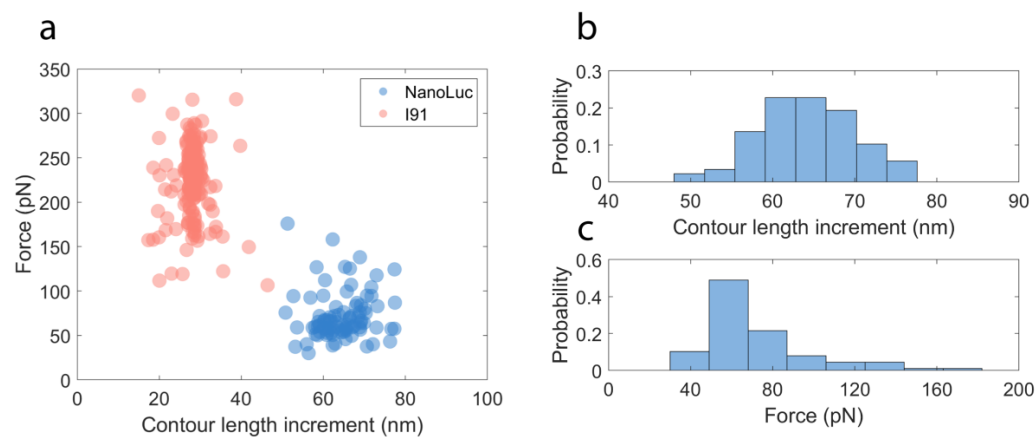 a
350
300
250
200
150
100
50
0
Force (pN)
NanoLuc
I91
0 20 40 60 80 100
Contour length increment (nm)
b
0.3
0.2
0.1
0
Probability
40 50 60 70 80 90
Contour length increment (nm)
c
0.6
0.4
0.2
0
Probability
0 40 80 120 160 200
Force (pN)